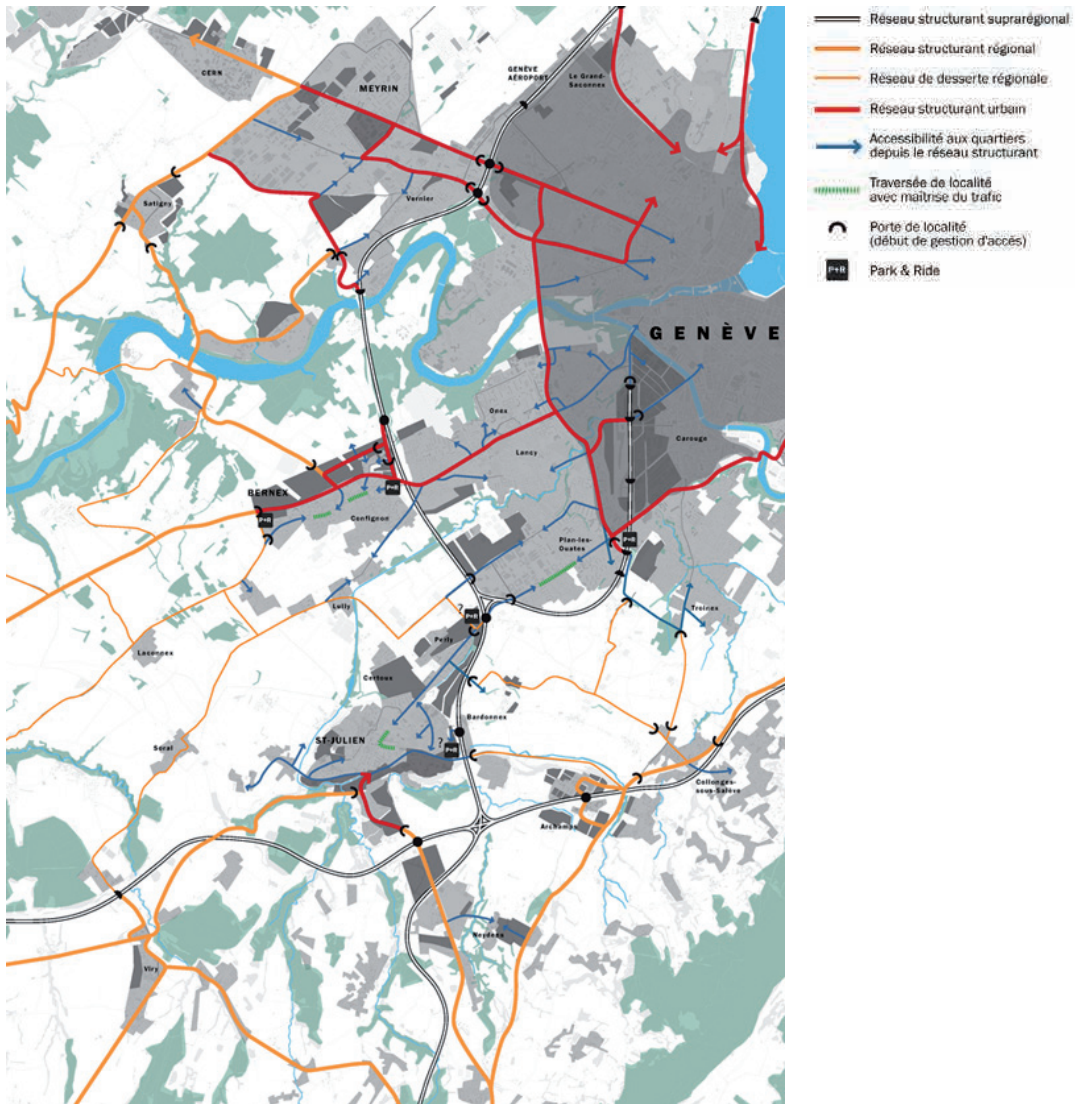 CERN
MEYRIN
GENÈVE
AÉROPORT
Le Grand-
Saconnex
Satigny
Vernier
GENÈVE
Onex
Lancy
Carouge
BERNEX
P+R
P+R
Confignon
Plan-les-
Ouates
P+R
Lully
?
P+R
Perly
Troinex
Laconnex
Certoux
Bardonnex
Soral
ST-JULIEN
?
P+R
Collonges-
sous-Salève
Archamps
Neydens
Viry
Réseau structurant suprarégional
Réseau structurant régional
Réseau de desserte régionale
Réseau structurant urbain
Accessibilité aux quartiers
depuis le réseau structurant
Traversée de localité
avec maîtrise du trafic
Porte de localité
(début de gestion d'accès)
P+R
Park & Ride